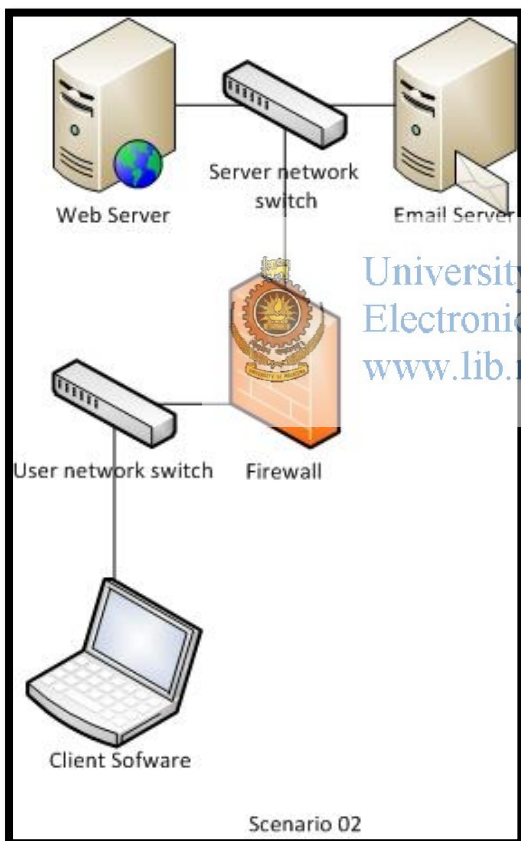 Server network
switch
Web Server
Email Server
University
Electronic
www.lib.
User network switch
Firewall
Client Sofware
Scenario 02